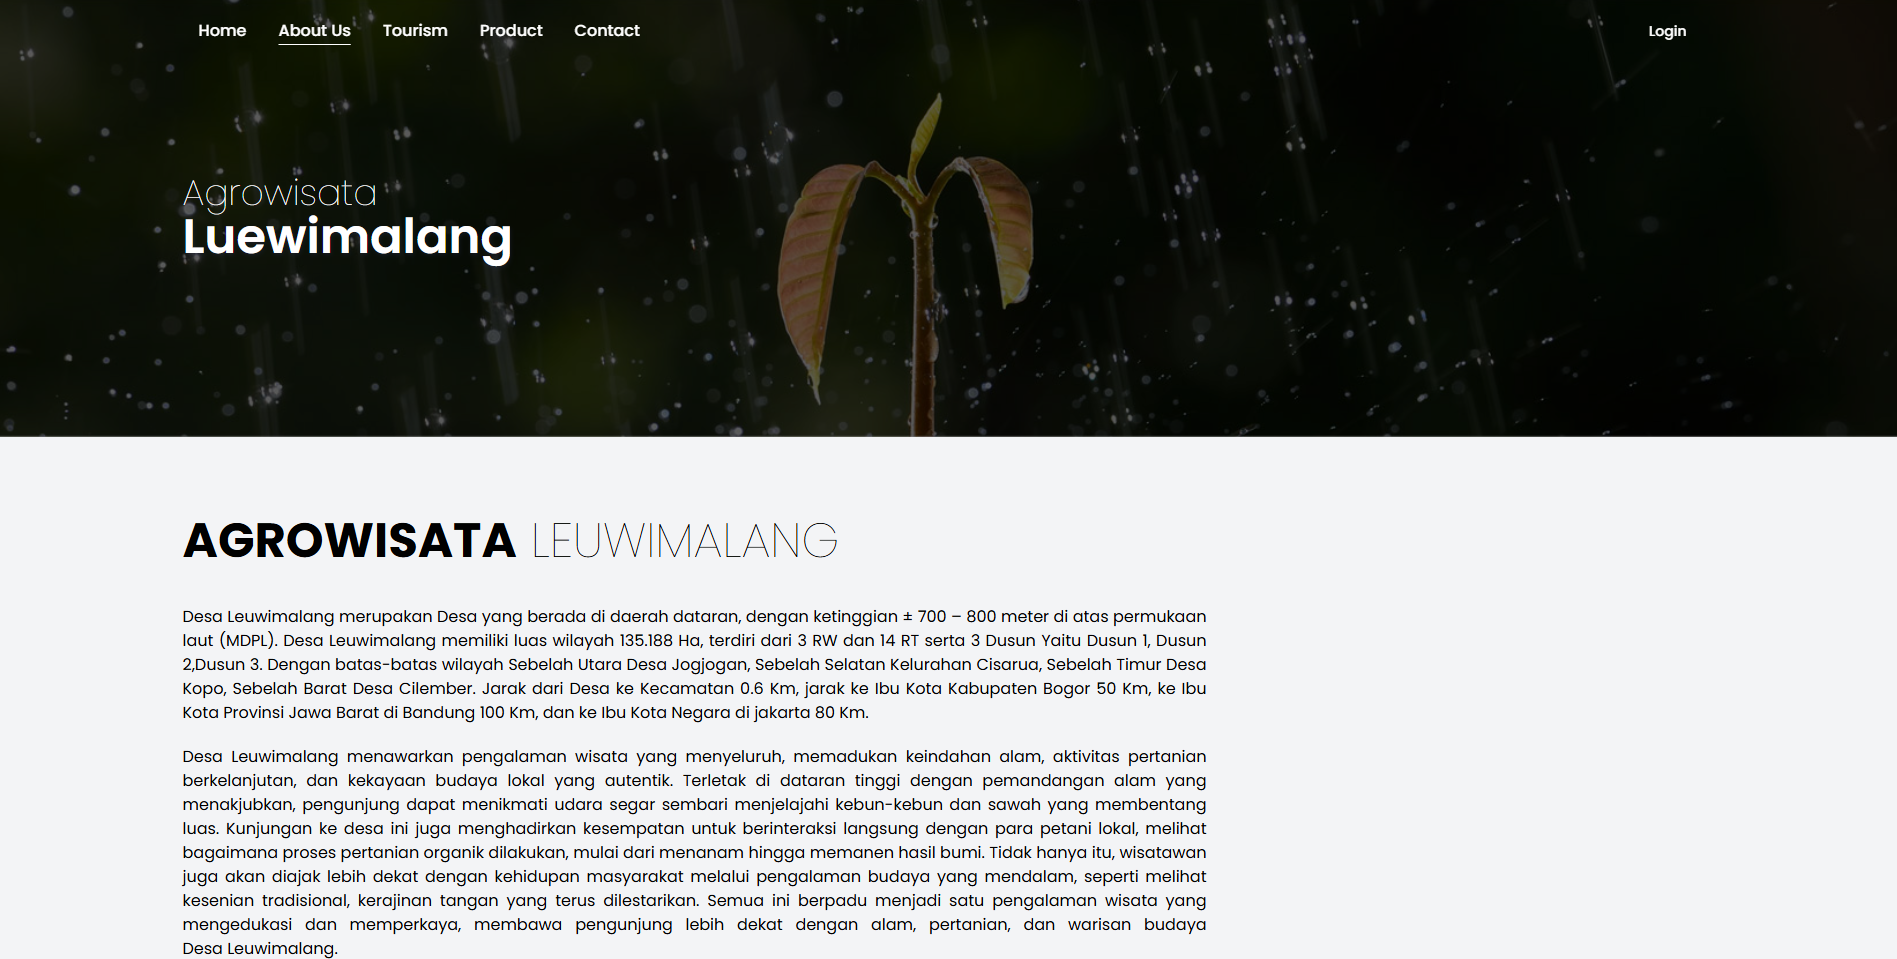 Home About Us Tourism Product Contact Login
Agrowisata
Luewimalang
AGROWISATA LEUWIMALANG
Desa Leuwimalang merupakan Desa yang berada di daerah dataran, dengan ketinggian ± 700 – 800 meter di atas permukaan
laut (MDPL). Desa Leuwimalang memiliki luas wilayah 135.188 Ha, terdiri dari 3 RW dan 14 RT serta 3 Dusun Yaitu Dusun 1, Dusun
2,Dusun 3. Dengan batas-batas wilayah Sebelah Utara Desa Jogjogan, Sebelah Selatan Kelurahan Cisarua, Sebelah Timur Desa
Kopo, Sebelah Barat Desa Cilember. Jarak dari Desa ke Kecamatan 0.6 Km, jarak ke Ibu Kota Kabupaten Bogor 50 Km, ke Ibu
Kota Provinsi Jawa Barat di Bandung 100 Km, dan ke Ibu Kota Negara di jakarta 80 Km.
Desa Leuwimalang menawarkan pengalaman wisata yang menyeluruh, memadukan keindahan alam, aktivitas pertanian
berkelanjutan, dan kekayaan budaya lokal yang autentik. Terletak di dataran tinggi dengan pemandangan alam yang
menakjubkan, pengunjung dapat menikmati udara segar sembari menjelajahi kebun-kebun dan sawah yang membentang
luas. Kunjungan ke desa ini juga menghadirkan kesempatan untuk berinteraksi langsung dengan para petani lokal, melihat
bagaimana proses pertanian organik dilakukan, mulai dari menanam hingga memanen hasil bumi. Tidak hanya itu, wisatawan
juga akan diajak lebih dekat dengan kehidupan masyarakat melalui pengalaman budaya yang mendalam, seperti melihat
kesenian tradisional, kerajinan tangan yang terus dilestarikan. Semua ini berpadu menjadi satu pengalaman wisata yang
mengedukasi dan memperkaya, membawa pengunjung lebih dekat dengan alam, pertanian, dan warisan budaya
Desa Leuwimalang.